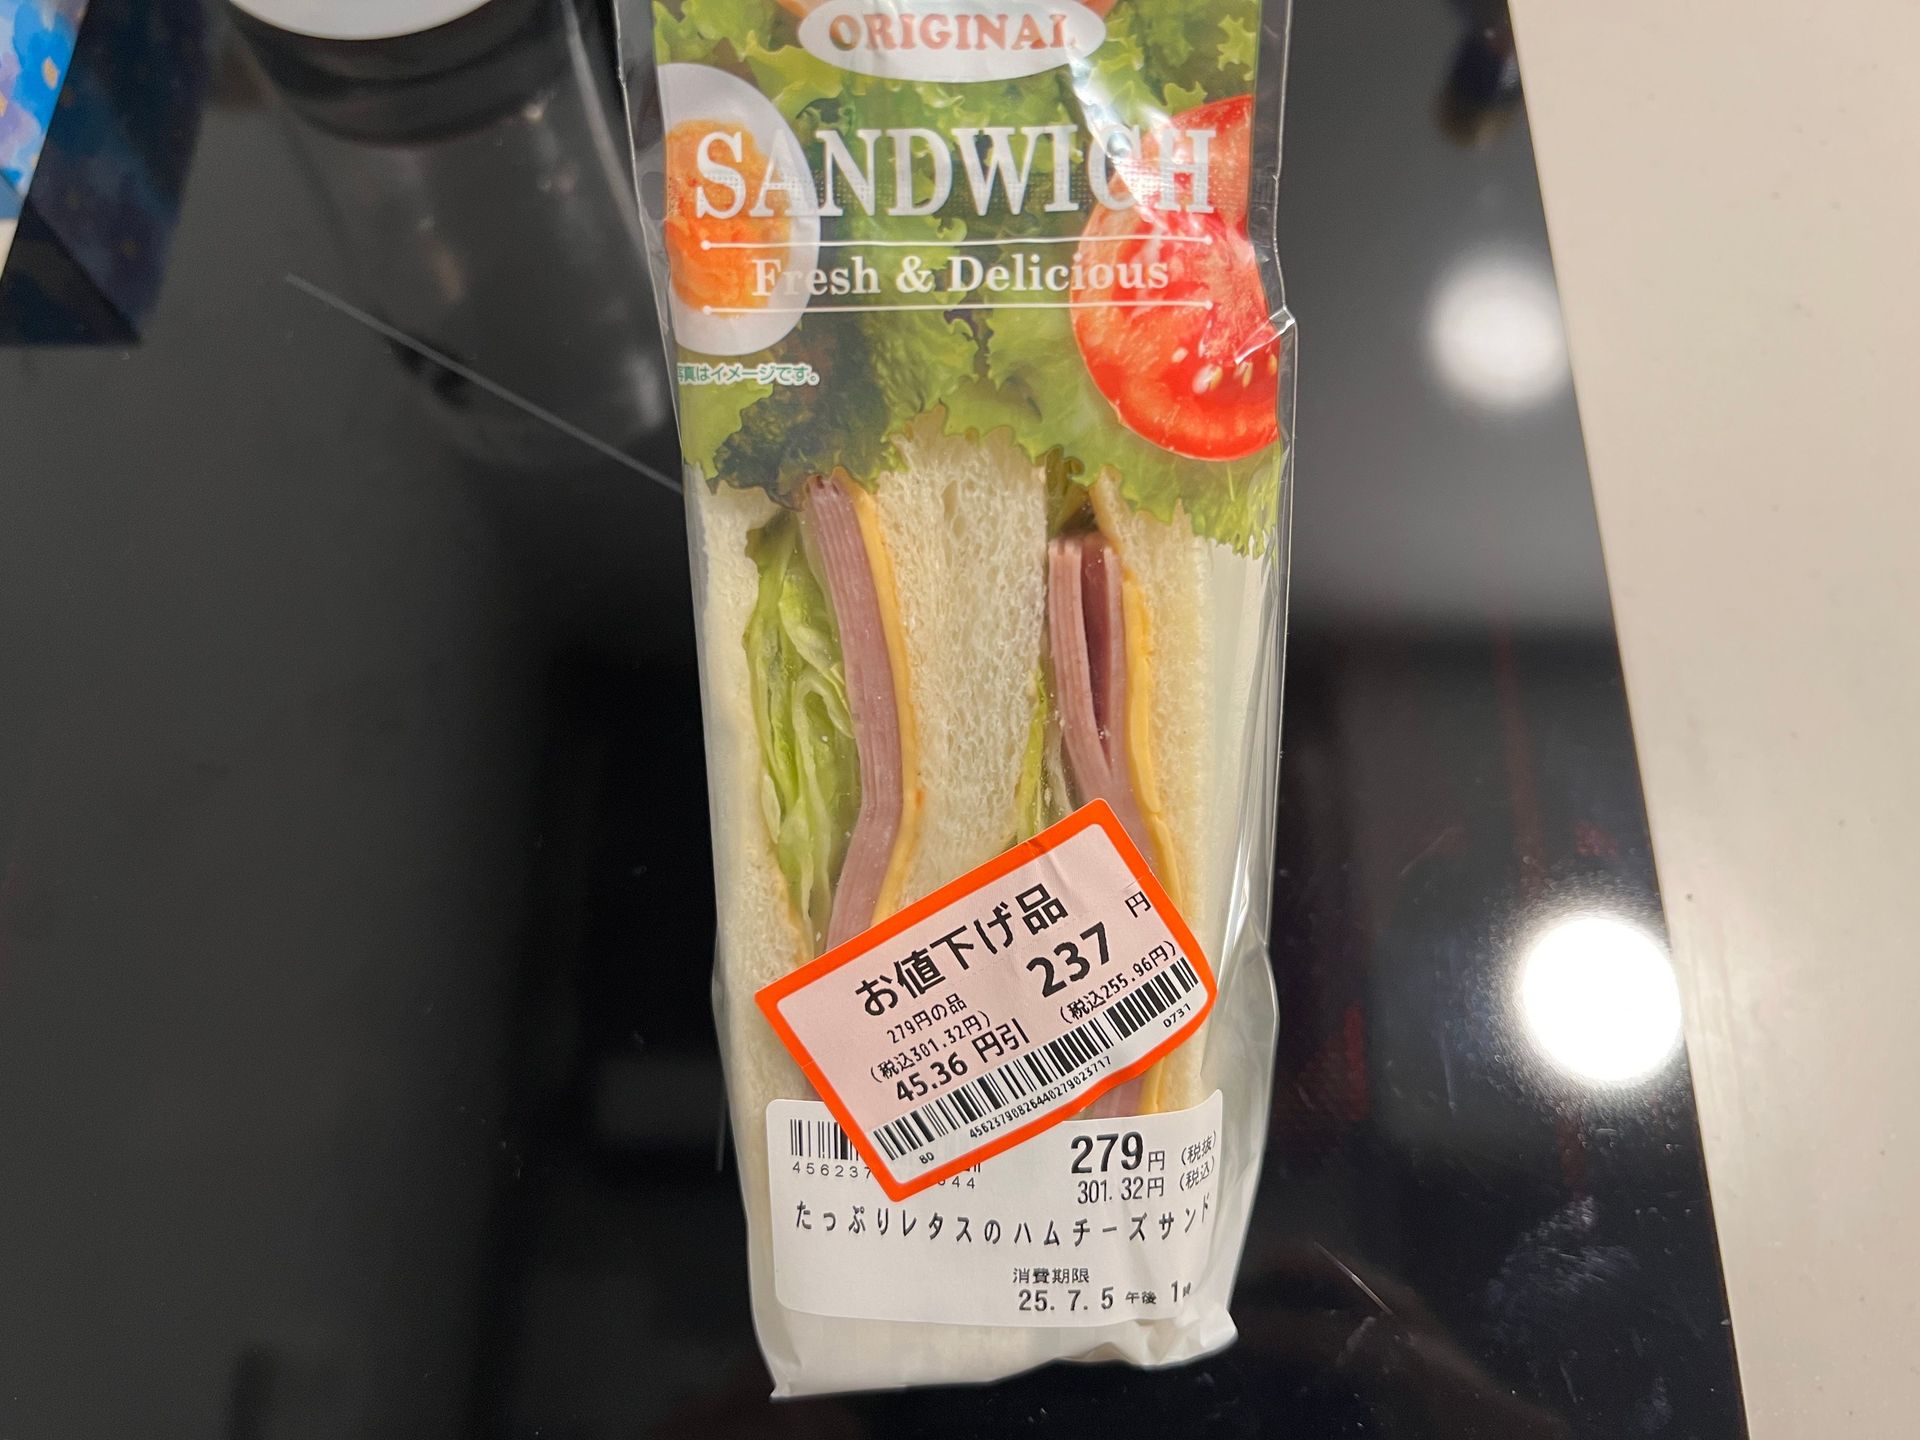 ORIGINAL
SANDWICH
Fresh & Delicious
写真はイメージです。
お値下げ品
279円の品
(税込301.32円)
45.36 円引
237 円
(税込255.96円)
45623790826440279023717
0731
80
279円 (税抜)
301.32円 (税込)
456237
644
たっぷりレタスのハムチーズサンド
消費期限
25. 7. 5 午後 1時